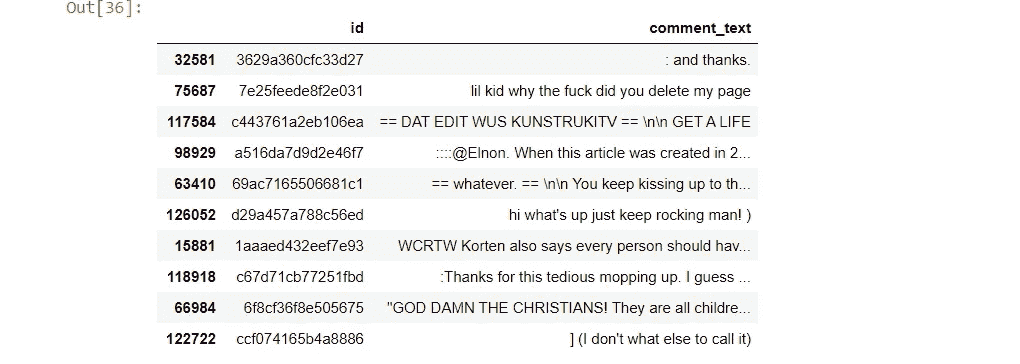 Out[36]:
id comment_text
32581 3629a360cfc33d27 : and thanks.
75687 7e25feede8f2e031 lil kid why the fuck did you delete my page
117584 c443761a2eb106ea == DAT EDIT WUS KUNSTRUKITV == \n\n GET A LIFE
98929 a516da7d9d2e46f7 ::::@Elnon. When this article was created in 2...
63410 69ac7165506681c1 == whatever. == \n\n You keep kissing up to th...
126052 d29a457a788c56ed hi what's up just keep rocking man! )
15881 1aaaed432eef7e93 WCRTW Korten also says every person should hav...
118918 c67d71cb77251fbd :Thanks for this tedious mopping up. I guess ...
66984 6f8cf36f8e505675 "GOD DAMN THE CHRISTIANS! They are all childre...
122722 ccf074165b4a8886 ] (I don't what else to call it)